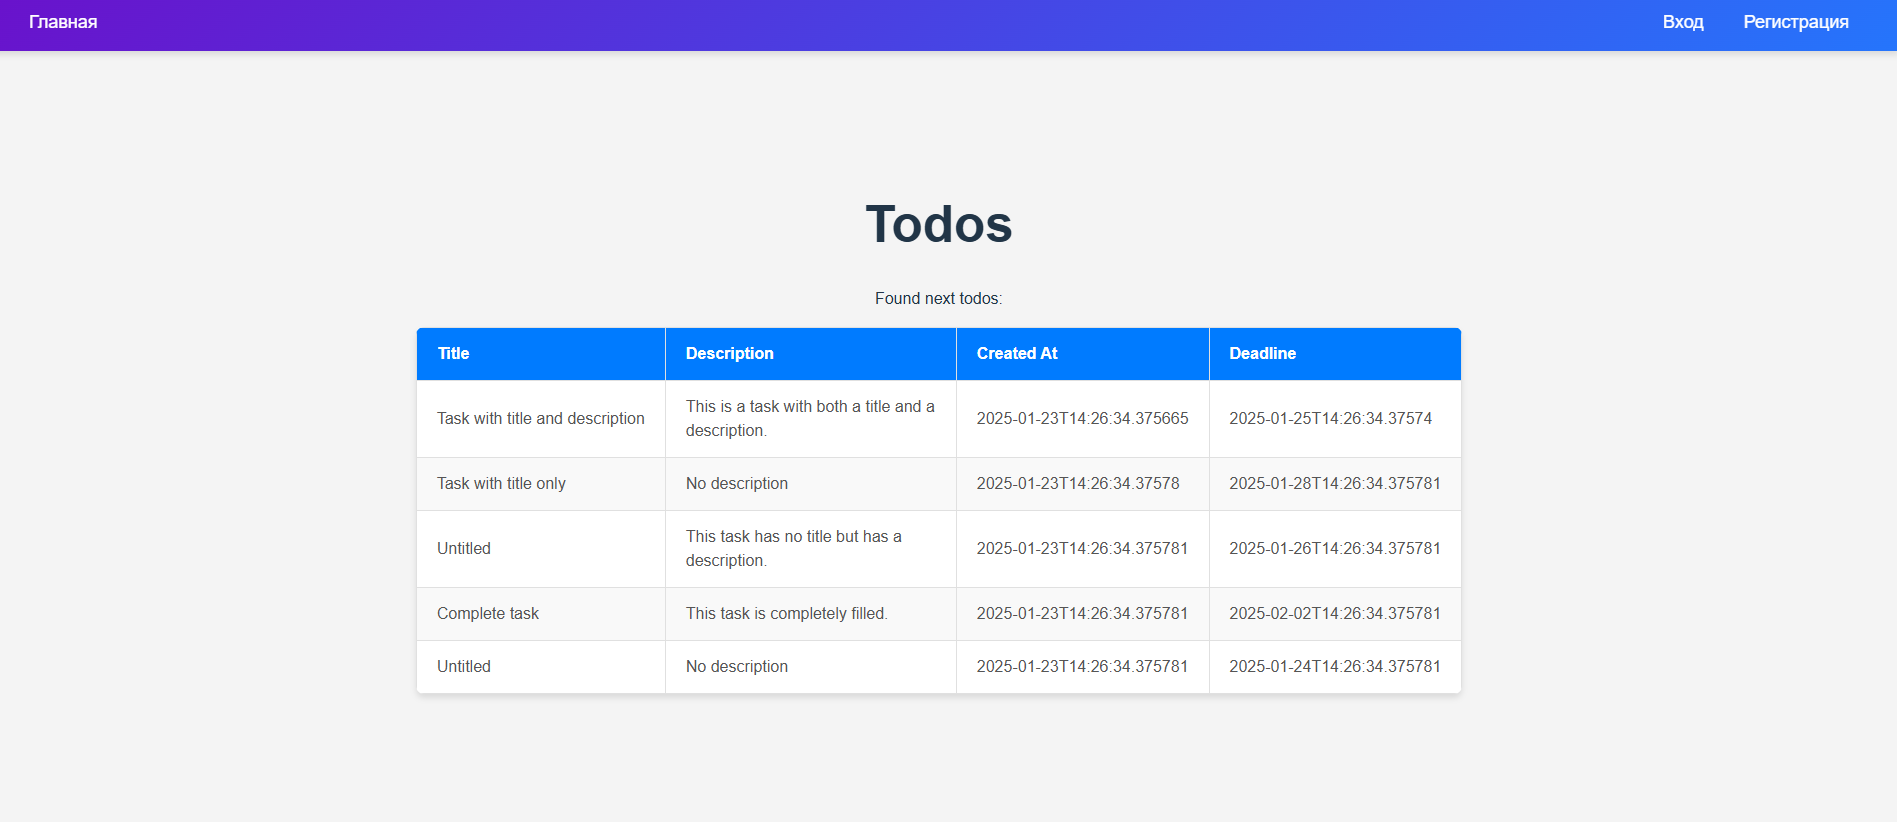 Главная Вход Регистрация
Todos
Found next todos:
Title Description Created At Deadline
Task with title and description This is a task with both a title and a description. 2025-01-23T14:26:34.375665 2025-01-25T14:26:34.37574
Task with title only No description 2025-01-23T14:26:34.37578 2025-01-28T14:26:34.375781
Untitled This task has no title but has a description. 2025-01-23T14:26:34.375781 2025-01-26T14:26:34.375781
Complete task This task is completely filled. 2025-01-23T14:26:34.375781 2025-02-02T14:26:34.375781
Untitled No description 2025-01-23T14:26:34.375781 2025-01-24T14:26:34.375781